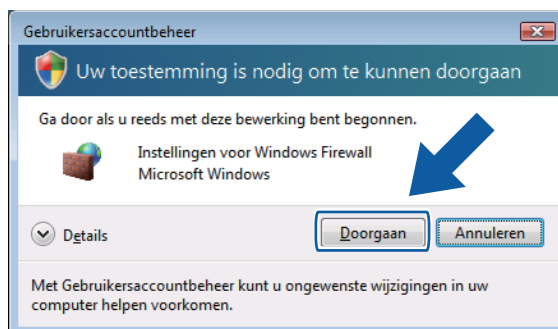 Gebruikersaccountbeheer
Uw toestemming is nodig om te kunnen doorgaan
Ga door als u reeds met deze bewerking bent begonnen.
Instellingen voor Windows Firewall
Microsoft Windows
Details
Doorgaan
Annuleren
Met Gebruikersaccountbeheer kunt u ongewenste wijzigingen in uw
computer helpen voorkomen.